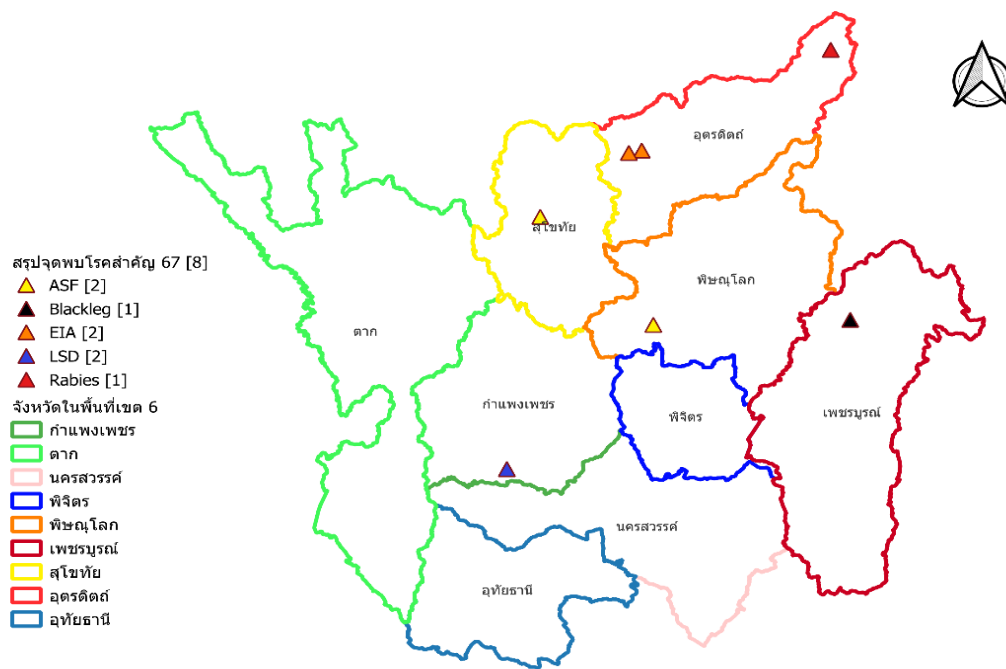 อุตรดิตถ์
สุโขทัย
พิษณุโลก
ตาก
กำแพงเพชร
พิจิตร
เพชรบูรณ์
นครสวรรค์
อุทัยธานี
สรุปจุดพบโรคสำคัญ 67 [8]
ASF [2]
Blackleg [1]
EIA [2]
LSD [2]
Rabies [1]
จังหวัดในพื้นที่เขต 6
กำแพงเพชร
ตาก
นครสวรรค์
พิจิตร
พิษณุโลก
เพชรบูรณ์
สุโขทัย
อุตรดิตถ์
อุทัยธานี